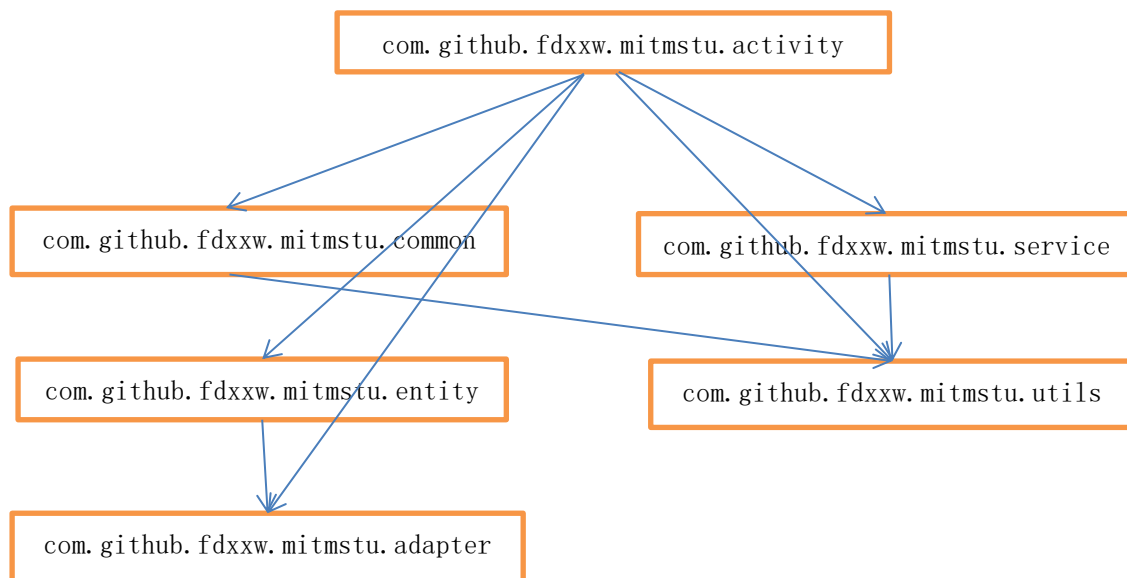 com.github.fdxxw.mitmstu.activity
com.github.fdxxw.mitmstu.common
com.github.fdxxw.mitmstu.service
com.github.fdxxw.mitmstu.entity
com.github.fdxxw.mitmstu.utils
com.github.fdxxw.mitmstu.adapter